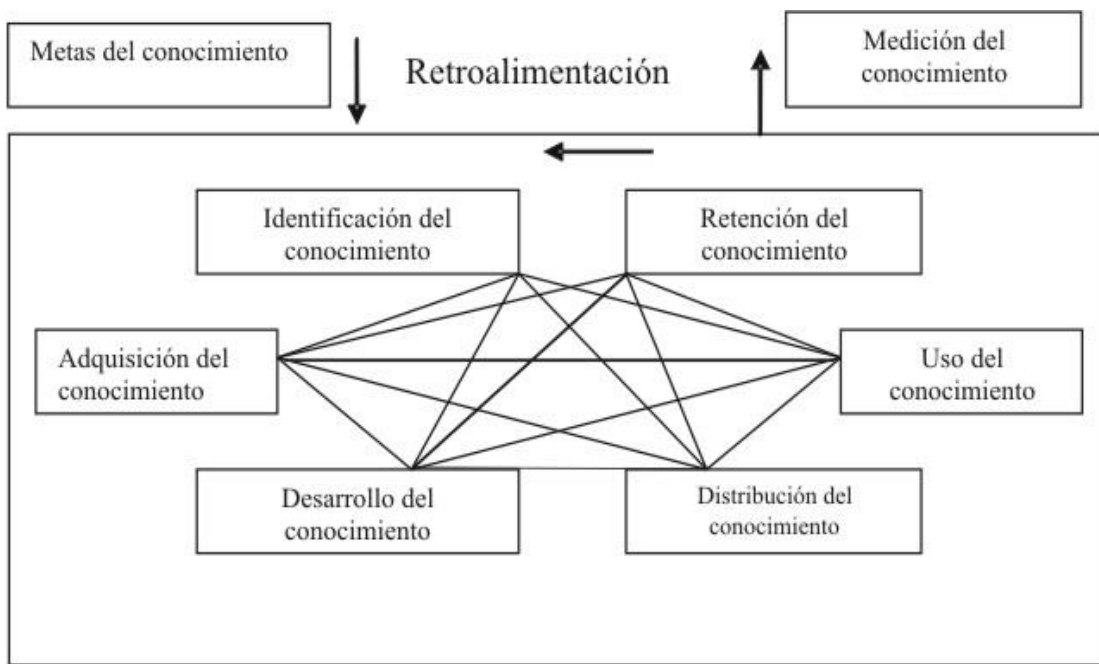 Metas del conocimiento
Retroalimentación
Medición del
conocimiento
Identificación del
conocimiento
Retención del
conocimiento
Adquisición del
conocimiento
Uso del
conocimiento
Desarrollo del
conocimiento
Distribución del
conocimiento